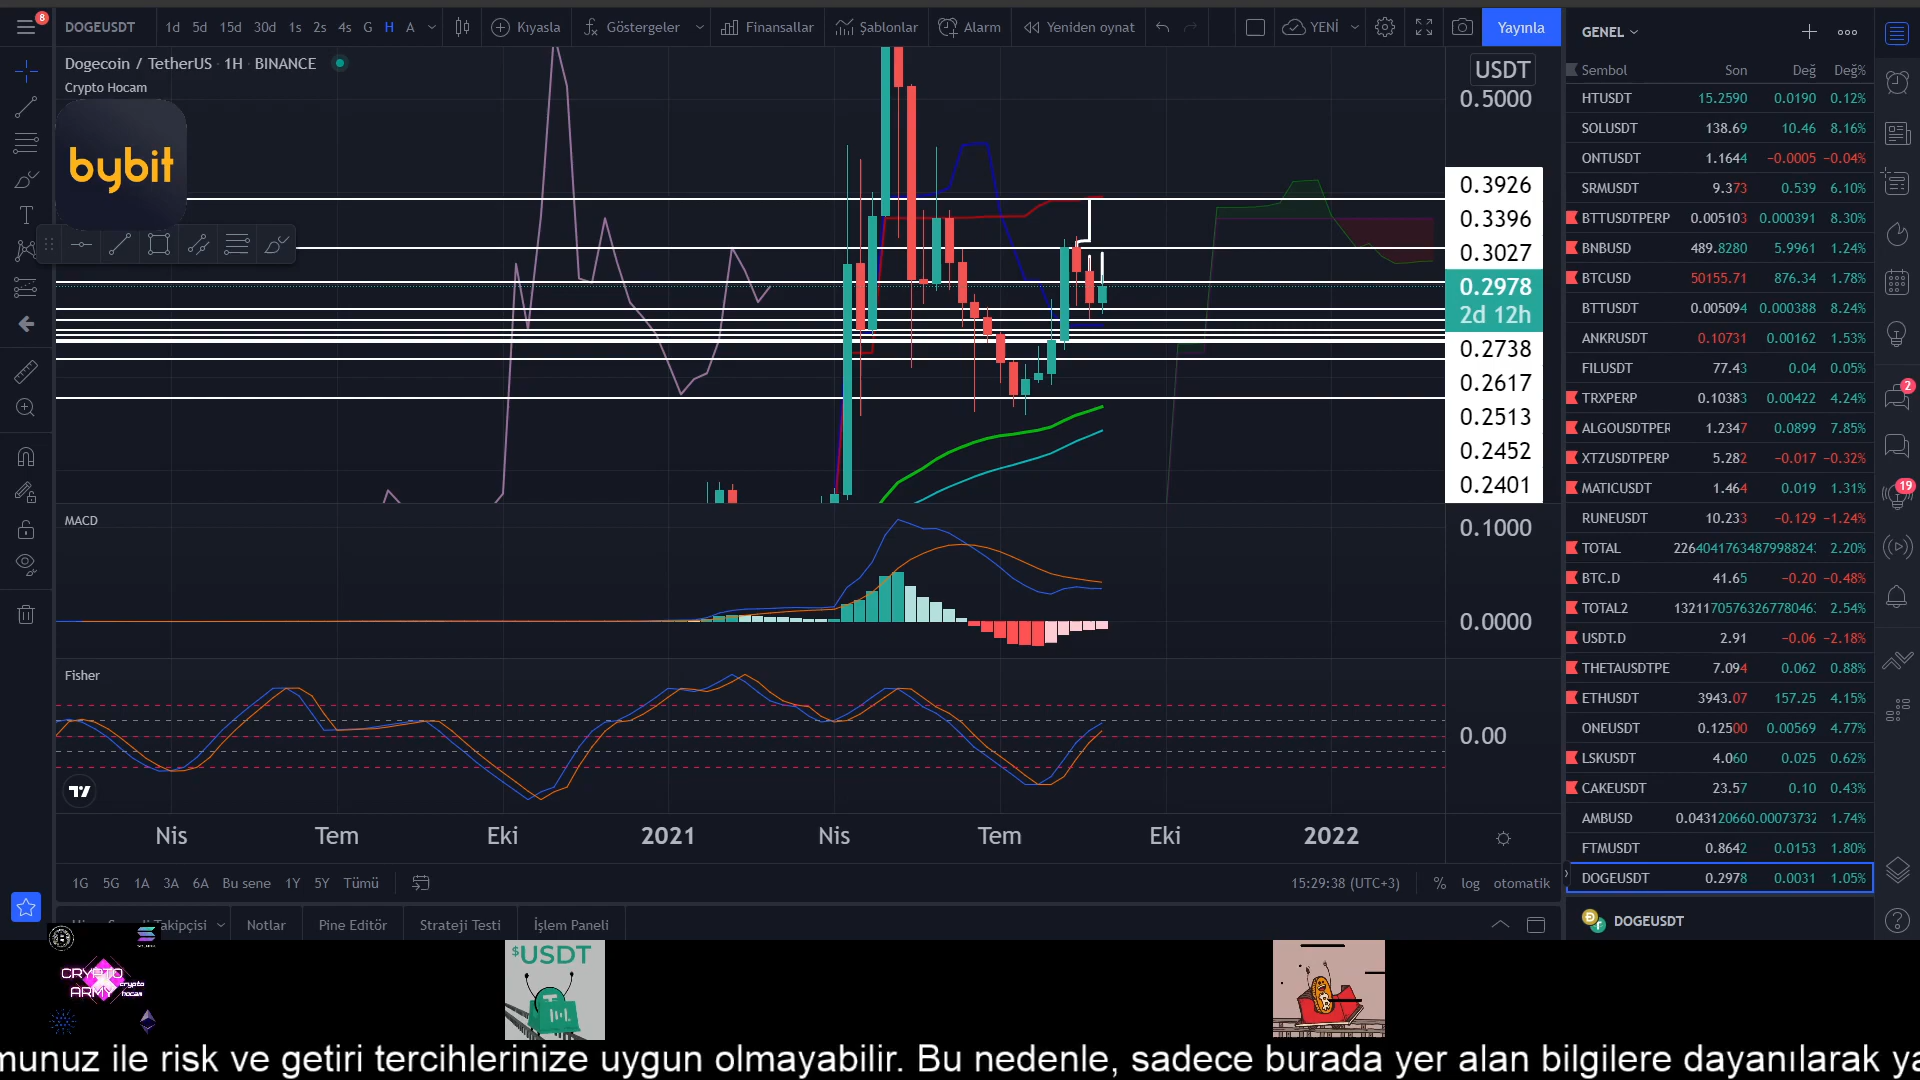 8 DOGEUSDT 1d 5d 15d 30d 1s 2s 4s G H A Kıyasla Göstergeler Finansallar Şablonlar Alarm Yeniden oynat YENİ Yayınla
Dogecoin / TetherUS · 1H · BINANCE
Crypto Hocam
bybit
USDT
0.5000
0.3926
0.3396
0.3027
0.2978
2d 12h
0.2738
0.2617
0.2513
0.2452
0.2401
MACD
0.1000
0.0000
Fisher
0.00
Nis Tem Eki 2021 Nis Tem Eki 2022
1G 5G 1A 3A 6A Bu sene 1Y 5Y Tümü 15:29:38 (UTC+3) % log otomatik
Takipçisi Notlar Pine Editör Strateji Testi İşlem Paneli
GENEL
Sembol Son Değ Değ%
HTUSDT 15.2590 0.0190 0.12%
SOLUSDT 138.69 10.46 8.16%
ONTUSDT 1.1644 −0.0005 −0.04%
SRMUSDT 9.373 0.539 6.10%
BTTUSDTPERP 0.005103 0.000391 8.30%
BNBUSD 489.8280 5.9961 1.24%
BTCUSD 50155.71 876.34 1.78%
BTTUSDT 0.005094 0.000388 8.24%
ANKRUSDT 0.10731 0.00162 1.53%
FILUSDT 77.43 0.04 0.05%
TRXPERP 0.10383 0.00422 4.24%
ALGOUSDTPER 1.2347 0.0899 7.85%
XTZUSDTPERP 5.282 −0.017 −0.32%
MATICUSDT 1.464 0.019 1.31%
RUNEUSDT 10.233 −0.129 −1.24%
TOTAL 2264041763487998824 2.20%
BTC.D 41.65 −0.20 −0.48%
TOTAL2 1321170576326778046 2.54%
USDT.D 2.91 −0.06 −2.18%
THETAUSDTPE 7.094 0.062 0.88%
ETHUSDT 3943.07 157.25 4.15%
ONEUSDT 0.12500 0.00569 4.77%
LSKUSDT 4.060 0.025 0.62%
CAKEUSDT 23.57 0.10 0.43%
AMBUSD 0.04312066 0.00073732 1.74%
FTMUSDT 0.8642 0.0153 1.80%
DOGEUSDT 0.2978 0.0031 1.05%
DOGEUSDT
2
19
CRYPTO
ARMY
crypto
hocam
$USDT
munuz ile risk ve getiri tercihlerinize uygun olmayabilir. Bu nedenle, sadece burada yer alan bilgilere dayanılarak ya